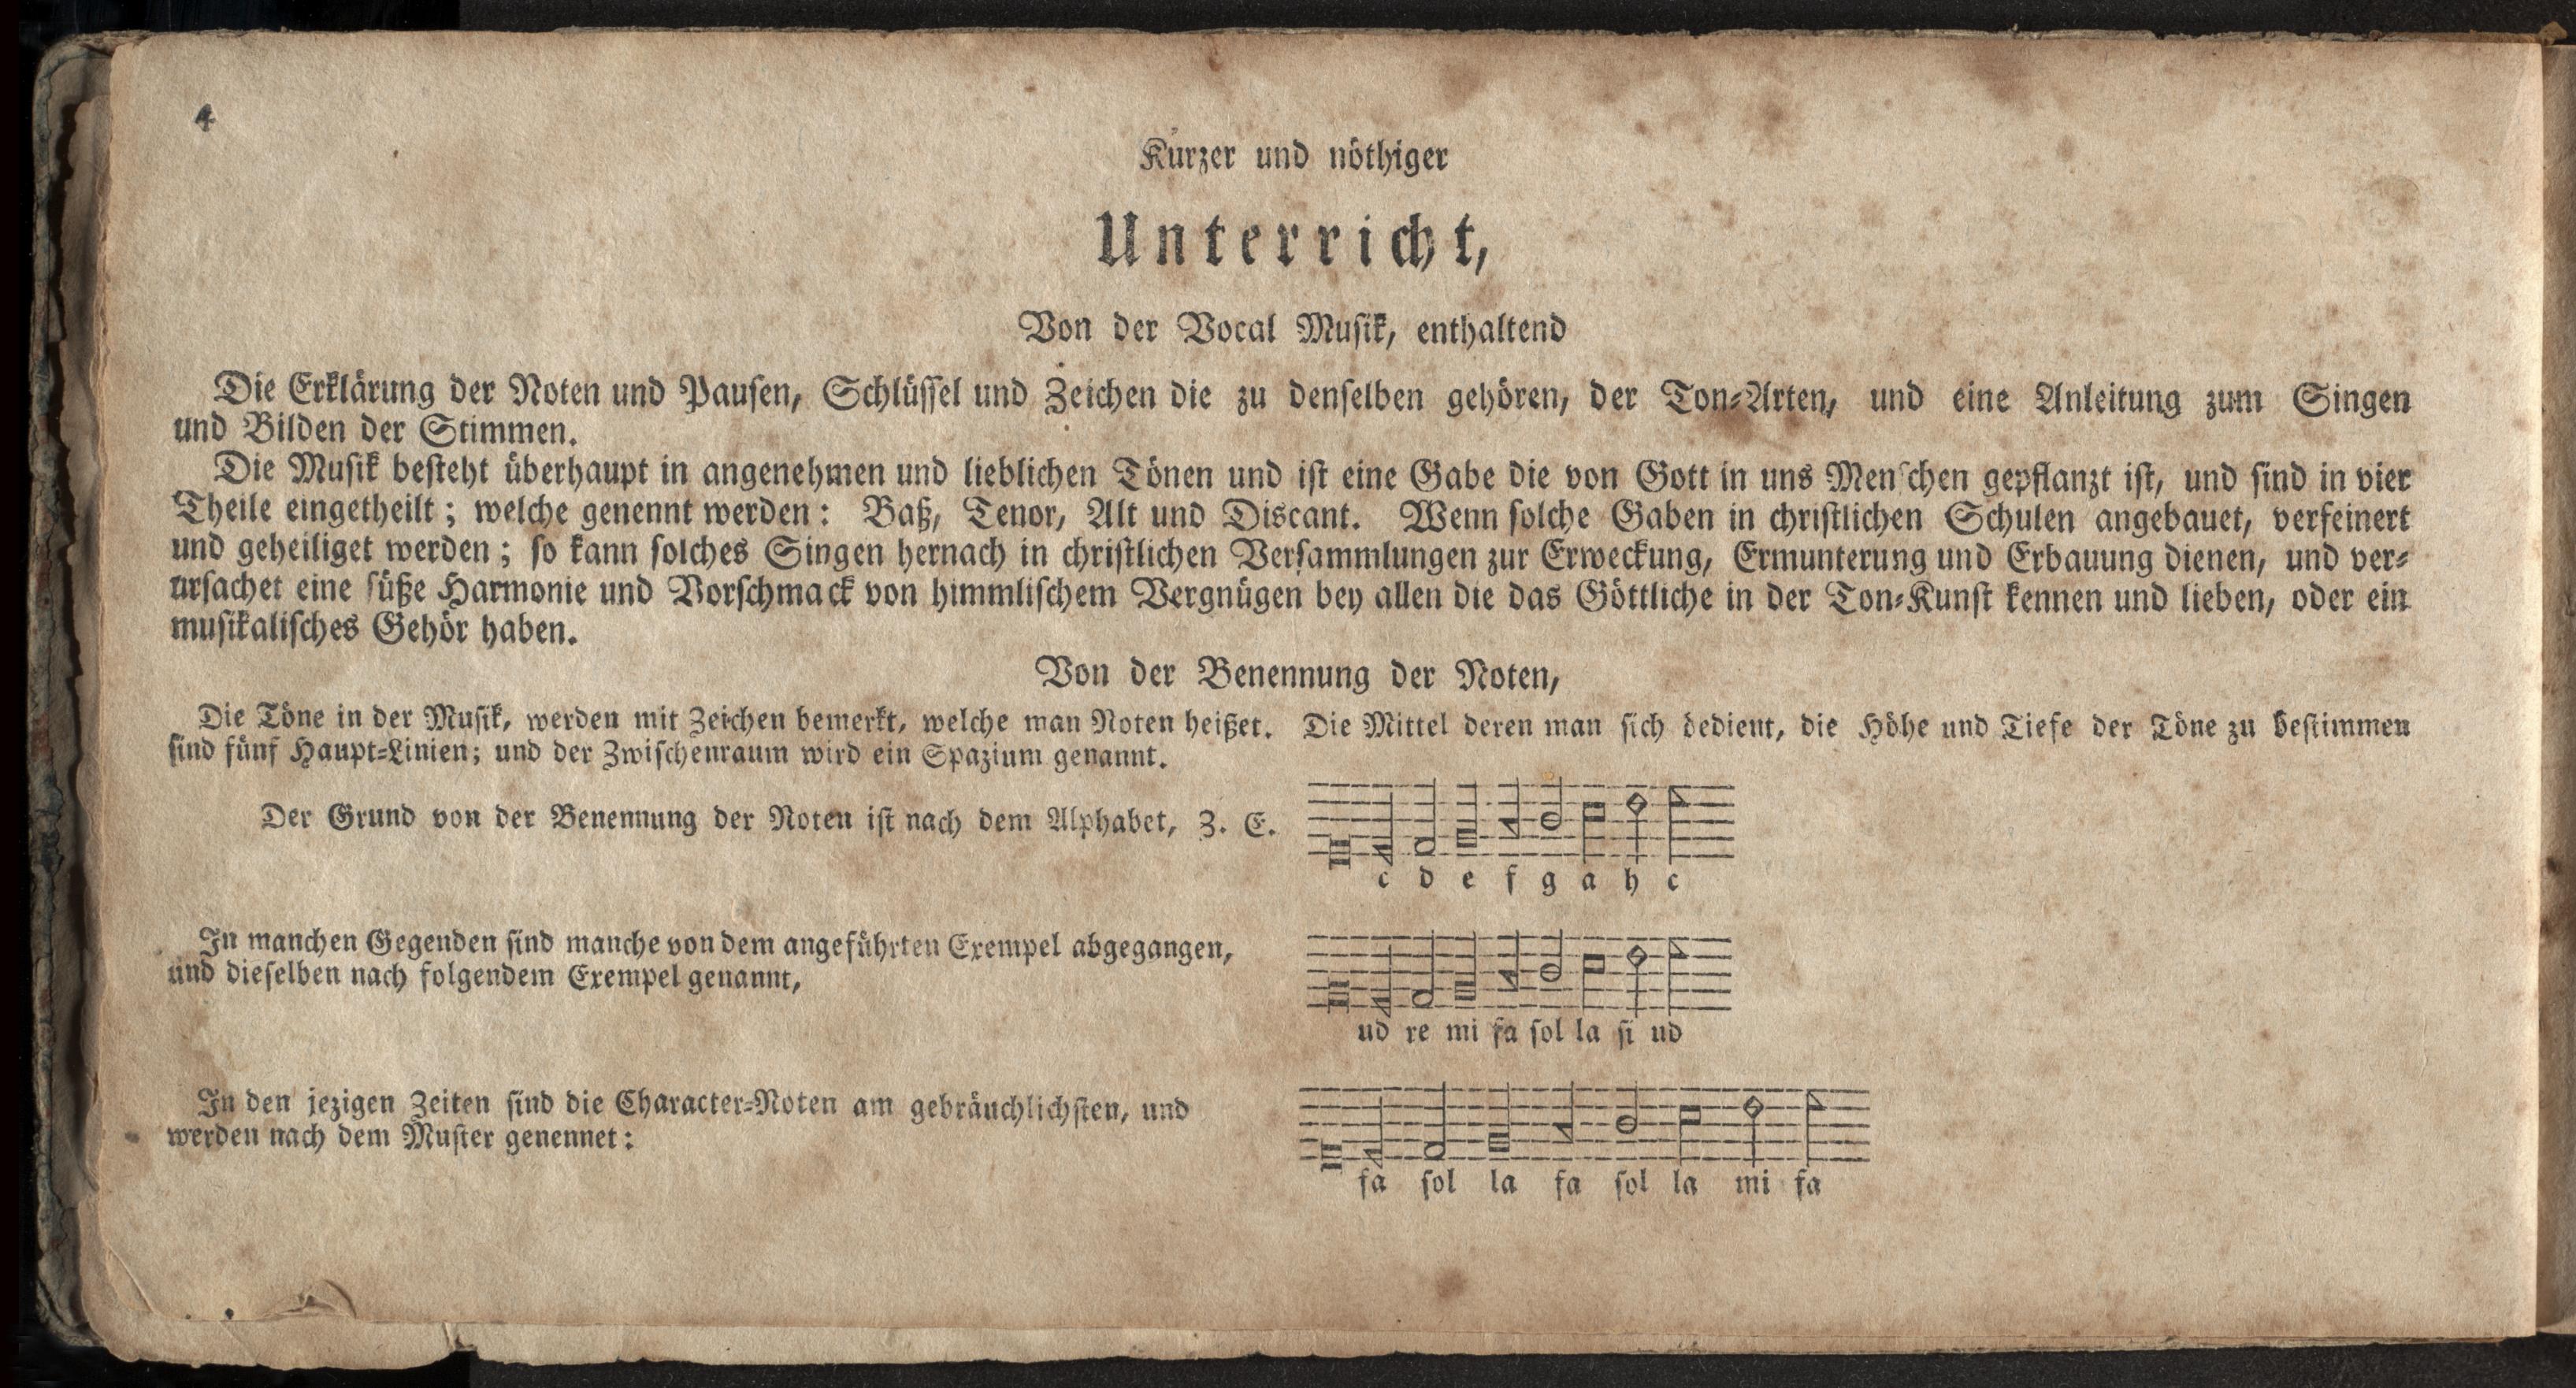 4
Kurzer und nöthiger
Unterricht,
Von der Vocal Musik, enthaltend
Die Erklärung der Noten und Pausen, Schlüssel und Zeichen die zu denselben gehören, der Ton-Arten, und eine Anleitung zum Singen
und Bilden der Stimmen.
Die Musik besteht überhaupt in angenehmen und lieblichen Tönen und ist eine Gabe die von Gott in uns Menschen gepflanzt ist, und sind in vier
Theile eingetheilt; welche genennt werden: Baß, Tenor, Alt und Discant. Wenn solche Gaben in christlichen Schulen angebauet, verfeinert
und geheiliget werden; so kann solches Singen hernach in christlichen Versammlungen zur Erweckung, Ermunterung und Erbauung dienen, und ver-
ursachet eine süße Harmonie und Vorschmack von himmlischem Vergnügen bey allen die das Göttliche in der Ton-Kunst kennen und lieben, oder ein
musikalisches Gehör haben.
Von der Benennung der Noten,
Die Töne in der Musik, werden mit Zeichen bemerkt, welche man Noten heißet. Die Mittel deren man sich dedient, die Höhe und Tiefe der Töne zu bestimmen
sind fünf Haupt-Linien; und der Zwischenraum wird ein Spazium genannt.
Der Grund von der Benennung der Noten ist nach dem Alphabet, Z. E.
c d e f g a h c
In manchen Gegenden sind manche von dem angeführten Exempel abgegangen,
und dieselben nach folgendem Exempel genannt,
ud re mi fa sol la si ud
In den jezigen Zeiten sind die Character-Noten am gebräuchlichsten, und
werden nach dem Muster genennet:
fa sol la fa sol la mi fa